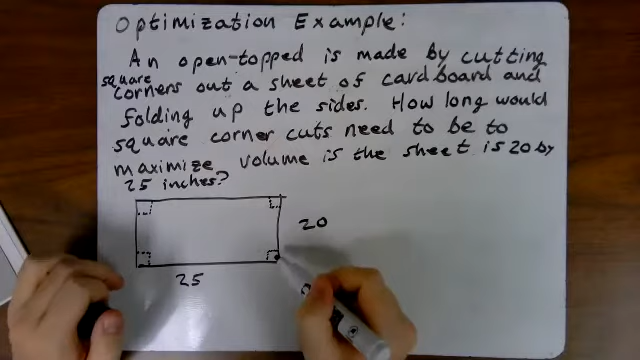 Optimization Example:
An open-topped is made by cutting
square
corners out a sheet of cardboard and
folding up the sides. How long would
square corner cuts need to be to
maximize volume is the sheet is 20 by
25 inches?
20
25